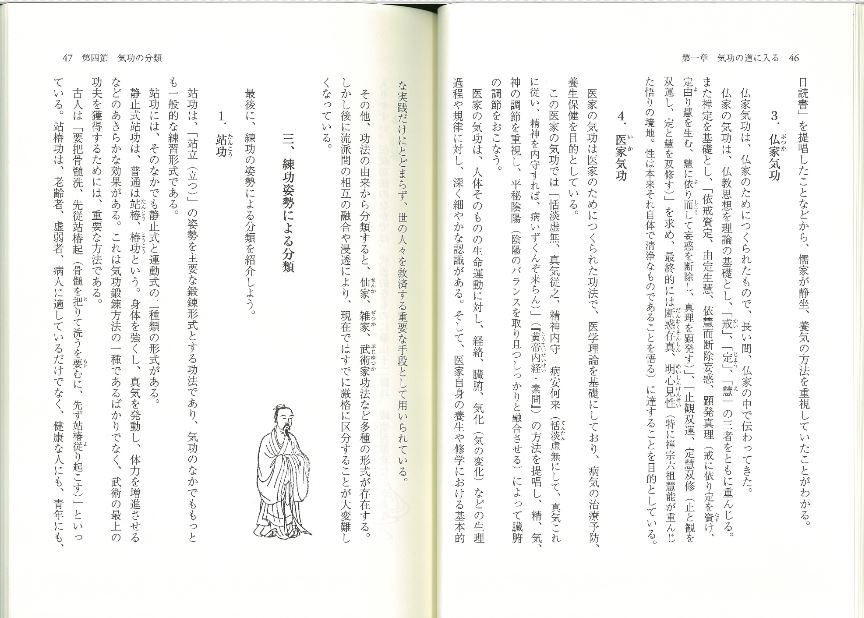 第一章 気功の道に入る 46
日読書」を提唱したことなどから、儒家が静坐、養気の方法を重視していたことがわかる。
3. 仏家気功
仏家気功は、仏家のためにつくられたもので、長い間、仏家の中で伝わってきた。
仏家の気功は、仏教思想を理論の基礎とし、「戒」、「定」、「慧」の三者をともに重んじる。
また禅定を基礎とし、「依戒資定、由定生慧、依慧而断除妄惑、顕発真理（戒に依り定を資け、
定由り慧を生む、慧に依り而して妄惑を断除し、真理を顕発す）」、「止観双運、定慧双修（止と観を
双運し、定と慧を双修す）」を求め、最終的には断惑存真、明心見性（特に禅宗六祖慧能が重んじ
た悟りの境地。性は本来それ自体で清浄なものであることを悟る）に達することを目的としている。
4. 医家気功
医家の気功は医家のためにつくられた功法で、医学理論を基礎にしており、病気の治療予防、
養生保健を目的としている。
この医家の気功では「恬淡虚無、真気従之、精神内守 病安何来（恬淡虚無にして、真気これ
に従い、精神を内守すれば、病いずくんぞ来らん）」（『黄帝内経』「素問」）の方法を提唱し、精、気、
神の調節を重視し、平秘陰陽（陰陽のバランスを取り且つしっかりと融合させる）によって臓腑
の調節をおこなう。
医家の気功は、人体そのものの生命運動に対し、経絡、臓腑、気化（気の変化）などの生理
過程や規律に対し、深く細やかな認識がある。そして、医家自身の養生や修学における基本的
47 第四節 気功の分類
な実践だけにとどまらず、世の人々を救済する重要な手段として用いられている。
その他、功法の由来から分類すると、仙家、雑家、武術家功法など多種の形式が存在する。
しかし後に流派間の相互の融合や浸透により、現在ではすでに厳格に区分することが大変難し
くなっている。
三、練功姿勢による分類
最後に、練功の姿勢による分類を紹介しよう。
1. 站功
站功は、「站立（立つ）」の姿勢を主要な鍛錬形式とする功法であり、気功のなかでももっと
も一般的な練習形式である。
站功には、そのなかでも静止式と運動式の二種類の形式がある。
静止式站功は、普通は站樁、樁功という。身体を強くし、真気を発動し、体力を増進させる
などのあきらかな効果がある。これは気功鍛錬方法の一種であるばかりでなく、武術の最上の
功夫を獲得するためには、重要な方法である。
古人は「要把骨髄洗、先従站樁起（骨髄を把りて洗うを要むに、先ず站樁従り起こす）」といっ
ている。站樁功は、老齢者、虚弱者、病人に適しているだけでなく、健康な人にも、青年にも、